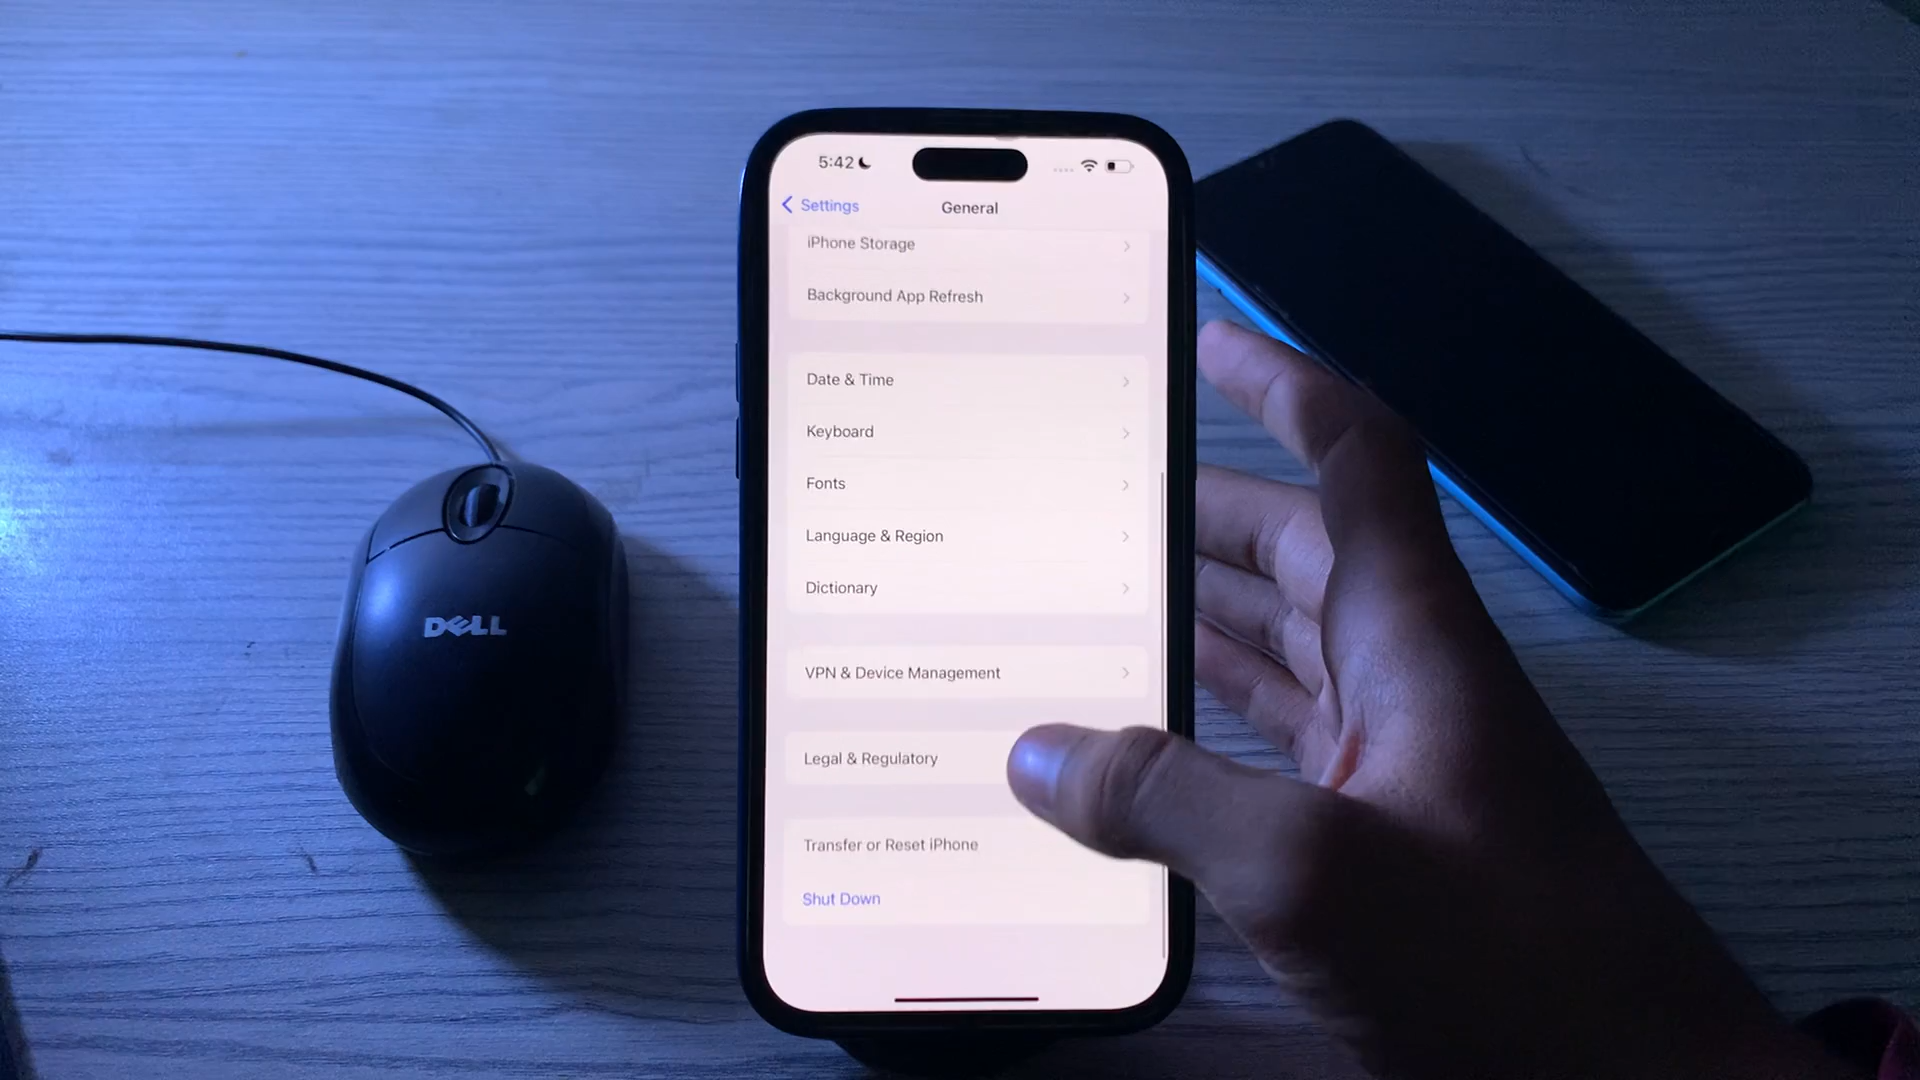 5:42
Settings
General
iPhone Storage
Background App Refresh
Date & Time
Keyboard
Fonts
Language & Region
Dictionary
VPN & Device Management
Legal & Regulatory
Transfer or Reset iPhone
Shut Down
DELL